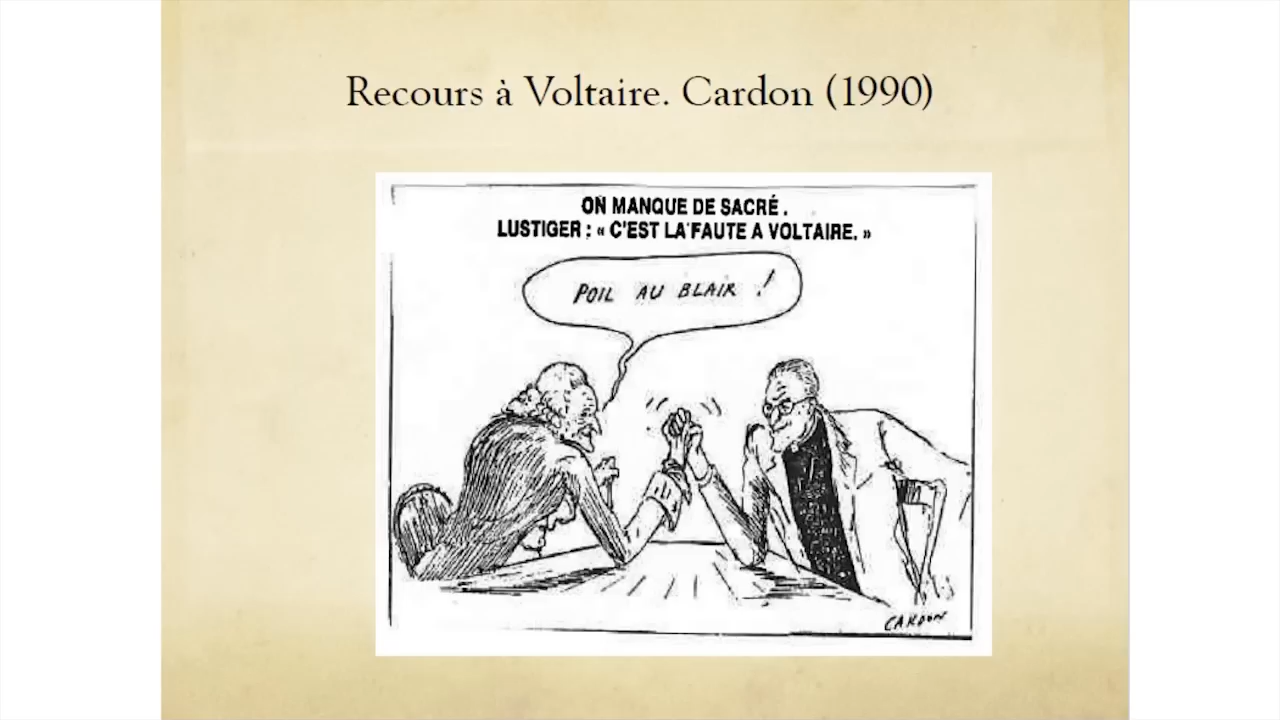 Recours à Voltaire. Cardon (1990)
ON MANQUE DE SACRÉ.
LUSTIGER : « C'EST LA FAUTE A VOLTAIRE. »
POIL AU BLAIR !
CARDON